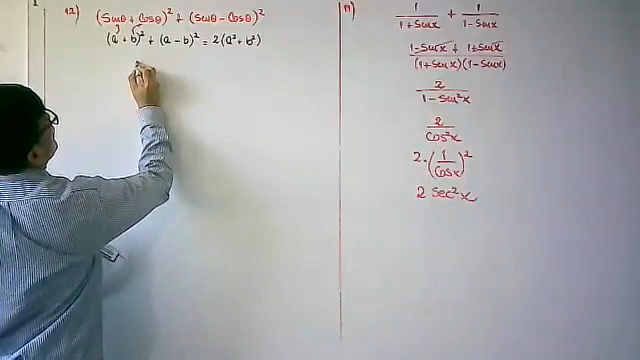 12) (Sinθ + Cosθ)² + (Sinθ - Cosθ)²
(a + b)² + (a - b)² = 2(a² + b²)
11) 1/(1+Sinx) + 1/(1-Sinx)
(1-Sinx + 1+Sinx)/((1+Sinx)(1-Sinx))
2/(1-Sin²x)
2/Cos²x
2·(1/Cosx)²
2 Sec²x